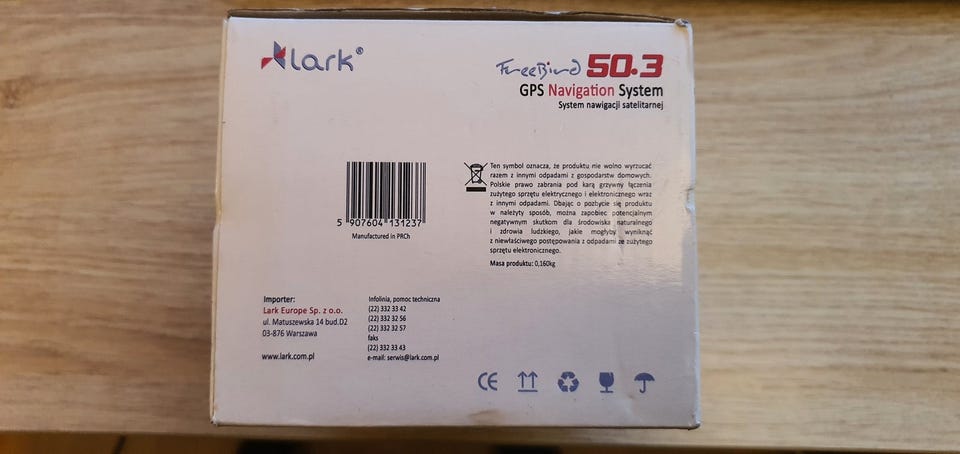 lark®
FreeBird 50.3
GPS Navigation System
System nawigacji satelitarnej
Ten symbol oznacza, że produktu nie wolno wyrzucać
razem z innymi odpadami z gospodarstw domowych.
Polskie prawo zabrania pod karą grzywny łączenia
zużytego sprzętu elektrycznego i elektronicznego wraz
z innymi odpadami. Dbając o pozbycie się produktu
w należyty sposób, można zapobiec potencjalnym
negatywnym skutkom dla środowiska naturalnego
i zdrowia ludzkiego, jakie mogłyby wyniknąć
z niewłaściwego postępowania z odpadami ze zużytego
sprzętu elektronicznego.
Masa produktu: 0,160kg
5 907604 131237
Manufactured in PRCh
Importer:
Lark Europe Sp. z o.o.
ul. Matuszewska 14 bud.D2
03-876 Warszawa
www.lark.com.pl
Infolinia, pomoc techniczna
(22) 332 33 42
(22) 332 32 56
(22) 332 32 57
faks
(22) 332 33 43
e-mail: serwis@lark.com.pl
CE